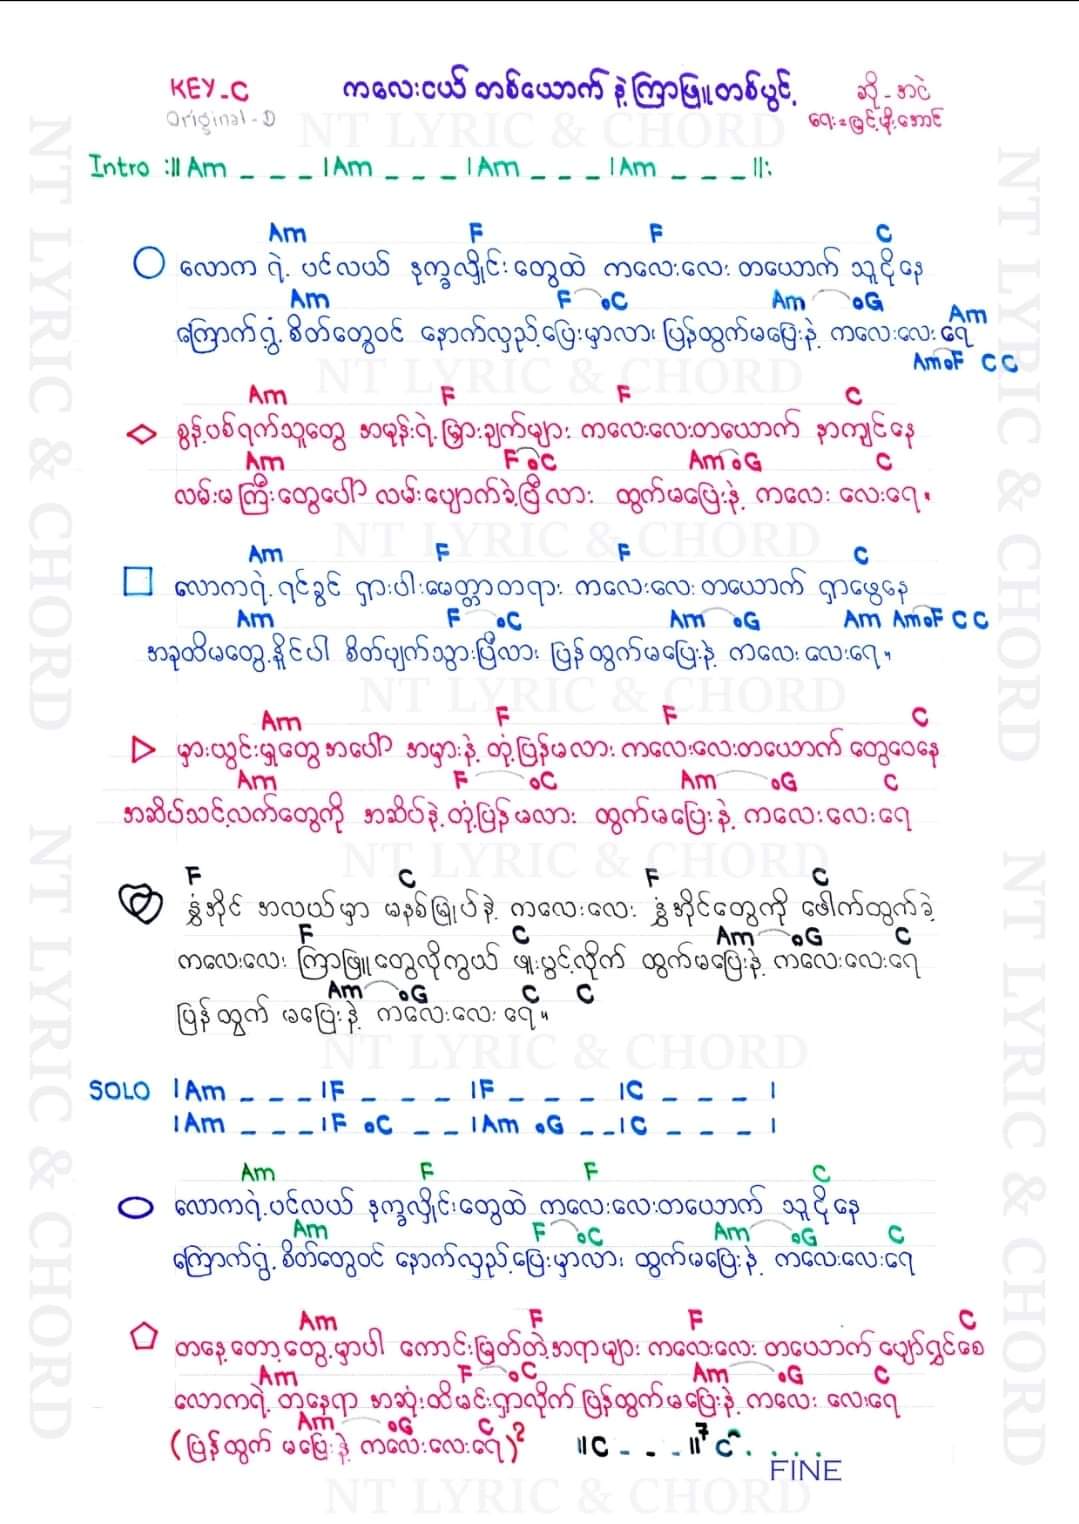 KEY-C
Original-D
ကလေးငယ် တစ်ယောက် နဲ့ ကြာဖြူ တစ်ပွင့်
ဆို - အငဲ
ရေး = မြင့်မိုးအောင်
Intro :|| Am _ _ _ | Am _ _ _ | Am _ _ _ | Am _ _ _ ||:
Am F F C
လောက ရဲ့ ပင်လယ် ဒုက္ခလှိုင်း တွေထဲ ကလေးလေး တယောက် သူငိုနေ
Am F C Am G Am
ကြောက်ရွံ့ စိတ်တွေဝင် နောက်လှည့်ပြေးမှာလား ပြန်ထွက်မပြေးနဲ့ ကလေးလေး ရေ
Am F C C
Am F F C
စွန့်ပစ်ရက်သူတွေ အမုန်းရဲ့ မြှားချက်များ ကလေးလေးတယောက် နာကျင်နေ
Am F C Am G C
လမ်းမကြီးတွေပေါ် လမ်းပျောက်ခဲ့ပြီလား ထွက်မပြေးနဲ့ ကလေး လေးရေ။
Am F F C
လောကရဲ့ ရင်ခွင် ရှားပါးမေတ္တာတရား ကလေးလေး တယောက် ရှာဖွေနေ
Am F C Am G Am Am F C C
အခုထိမတွေ့နိုင်ပါ စိတ်ပျက်သွားပြီလား ပြန်ထွက်မပြေးနဲ့ ကလေး လေးရေ။
Am F F C
မှားယွင်းမှုတွေအပေါ် အမှားနဲ့ တုံ့ပြန်မလား ကလေးလေးတယောက် တွေဝေနေ
Am F C Am G C
အဆိပ်သင့်လက်တွေကို အဆိပ်နဲ့ တုံ့ပြန်မလား ထွက်မပြေးနဲ့ ကလေးလေးရေ
F C F C
နွံအိုင် အလယ်မှာ မနစ်မြုပ်နဲ့ ကလေးလေး နွံအိုင်တွေကို ဖောက်ထွက်ခဲ့
F C Am G C
ကလေးလေး ကြာဖြူတွေလိုကွယ် ဖူးပွင့်လိုက် ထွက်မပြေးနဲ့ ကလေးလေးရေ
Am G C C
ပြန်ထွက် မပြေးနဲ့ ကလေးလေး ရေ။
SOLO | Am _ _ _ | F _ _ _ | F _ _ _ | C _ _ _ |
| Am _ _ _ | F C _ _ | Am G _ _ | C _ _ _ |
Am F F C
လောကရဲ့ပင်လယ် ဒုက္ခလှိုင်းတွေထဲ ကလေးလေးတယောက် သူငိုနေ
Am F C Am G C
ကြောက်ရွံ့ စိတ်တွေဝင် နောက်လှည့်ပြေးမှာလား ထွက်မပြေးနဲ့ ကလေးလေးရေ
Am F F C
တနေ့တော့တွေ့မှာပါ ကောင်းမြတ်တဲ့အရာများ ကလေးလေး တယောက် ပျော်ရွှင်စေ
Am F C Am G C
လောကရဲ့ တနေရာ အဆုံးထိမင်းရှာလိုက် ပြန်ထွက်မပြေးနဲ့ ကလေး လေးရေ
Am G C
(ပြန်ထွက် မပြေးနဲ့ ကလေးလေးရေ)² || C - - - || ⁷ C
FINE
NT LYRIC & CHORD